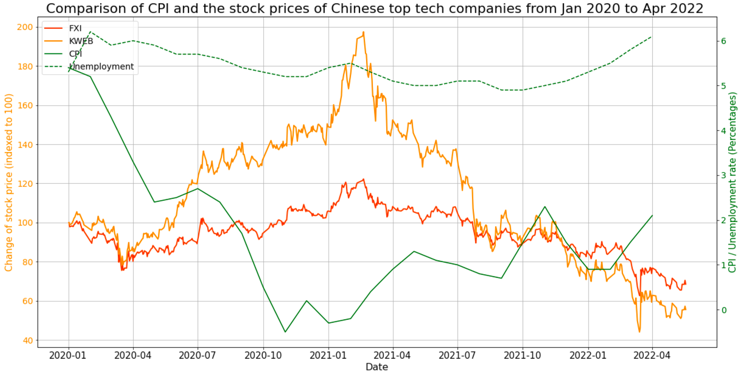 Comparison of CPI and the stock prices of Chinese top tech companies from Jan 2020 to Apr 2022
FXI
KWEB
CPI
Unemployment
Change of stock price (indexed to 100)
200
180
160
140
120
100
80
60
40
6
5
4
3
2
1
0
CPI / Unemployment rate (Percentages)
2020-01 2020-04 2020-07 2020-10 2021-01 2021-04 2021-07 2021-10 2022-01 2022-04
Date